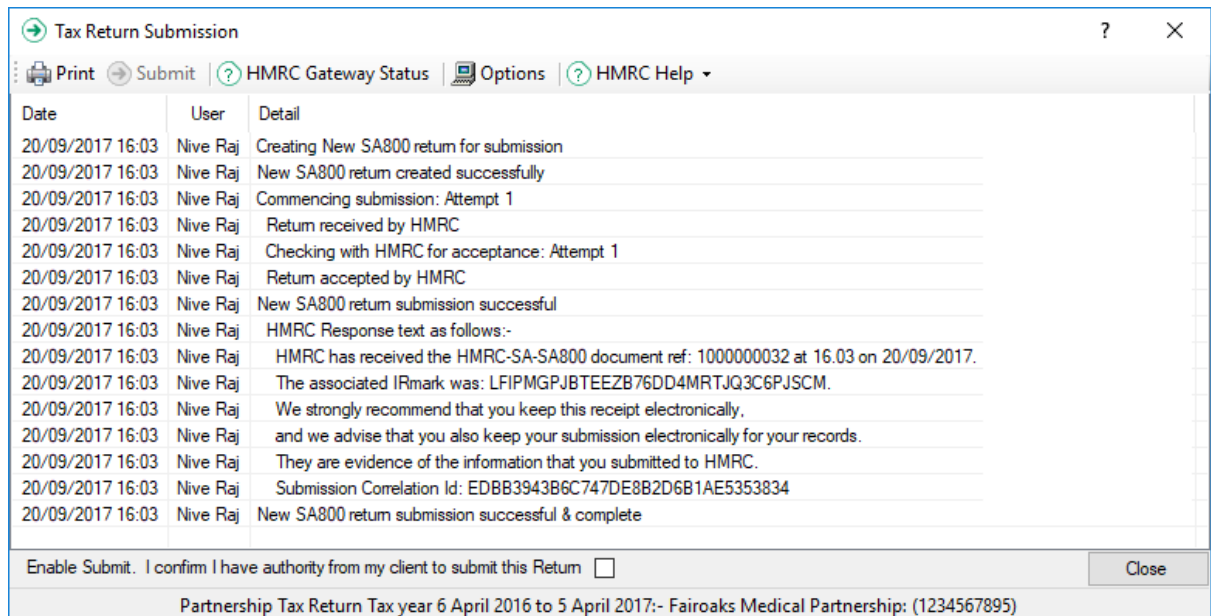 Tax Return Submission ?
Print Submit ? HMRC Gateway Status Options ? HMRC Help
Date User Detail
20/09/2017 16:03 Nive Raj Creating New SA800 return for submission
20/09/2017 16:03 Nive Raj New SA800 return created successfully
20/09/2017 16:03 Nive Raj Commencing submission: Attempt 1
20/09/2017 16:03 Nive Raj Return received by HMRC
20/09/2017 16:03 Nive Raj Checking with HMRC for acceptance: Attempt 1
20/09/2017 16:03 Nive Raj Return accepted by HMRC
20/09/2017 16:03 Nive Raj New SA800 return submission successful
20/09/2017 16:03 Nive Raj HMRC Response text as follows:-
20/09/2017 16:03 Nive Raj HMRC has received the HMRC-SA-SA800 document ref: 1000000032 at 16.03 on 20/09/2017.
20/09/2017 16:03 Nive Raj The associated IRmark was: LFIPMGPJBTEEZB76DD4MRTJQ3C6PJSCM.
20/09/2017 16:03 Nive Raj We strongly recommend that you keep this receipt electronically,
20/09/2017 16:03 Nive Raj and we advise that you also keep your submission electronically for your records.
20/09/2017 16:03 Nive Raj They are evidence of the information that you submitted to HMRC.
20/09/2017 16:03 Nive Raj Submission Correlation Id: EDBB3943B6C747DE8B2D6B1AE5353834
20/09/2017 16:03 Nive Raj New SA800 return submission successful & complete
Enable Submit. I confirm I have authority from my client to submit this Return Close
Partnership Tax Return Tax year 6 April 2016 to 5 April 2017:- Fairoaks Medical Partnership: (1234567895)